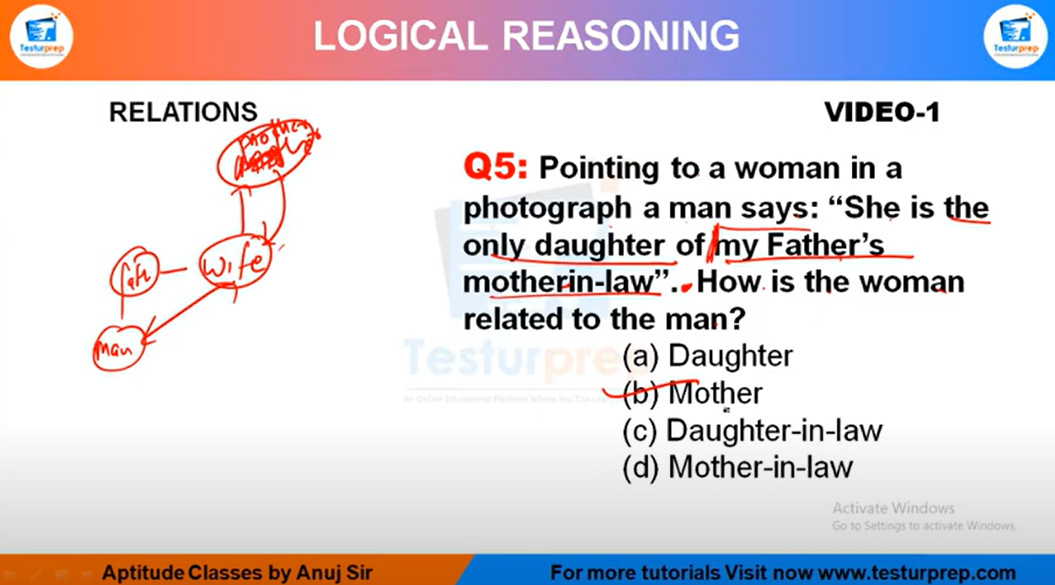 Testurprep
LOGICAL REASONING
Testurprep
RELATIONS
VIDEO-1
mother
fath
wife
man
Q5: Pointing to a woman in a
photograph a man says: “She is the
only daughter of my Father’s
motherin-law”. How is the woman
related to the man?
(a) Daughter
(b) Mother
(c) Daughter-in-law
(d) Mother-in-law
Testurprep
Activate Windows
Go to Settings to activate Windows.
Aptitude Classes by Anuj Sir
For more tutorials Visit now www.testurprep.com